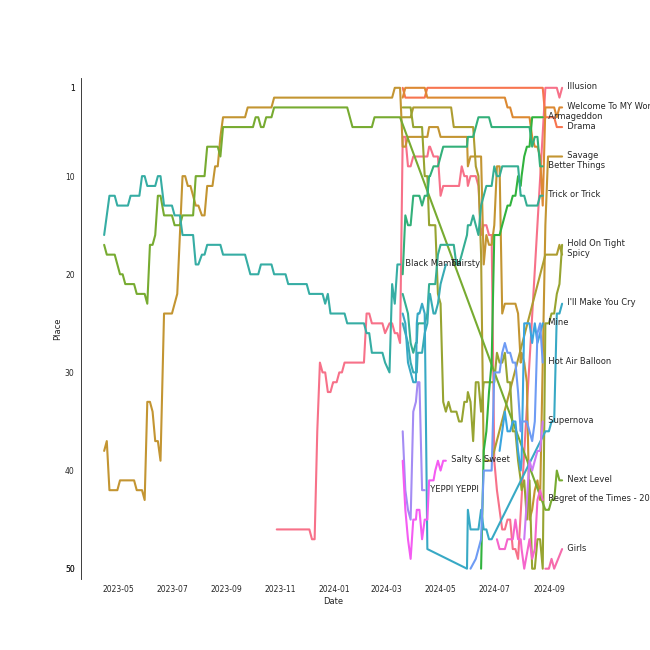 1
10
20
30
40
50
Place
2023-05
2023-07
2023-09
2023-11
2024-01
2024-03
2024-05
2024-07
2024-09
Date
Illusion
Welcome To MY Wor
Armageddon
Drama
Savage
Better Things
Trick or Trick
Hold On Tight
Spicy
Black Mamba
Thirsty
I'll Make You Cry
Mine
Hot Air Balloon
Supernova
Salty & Sweet
Next Level
YEPPI YEPPI
Regret of the Times - 20
Girls